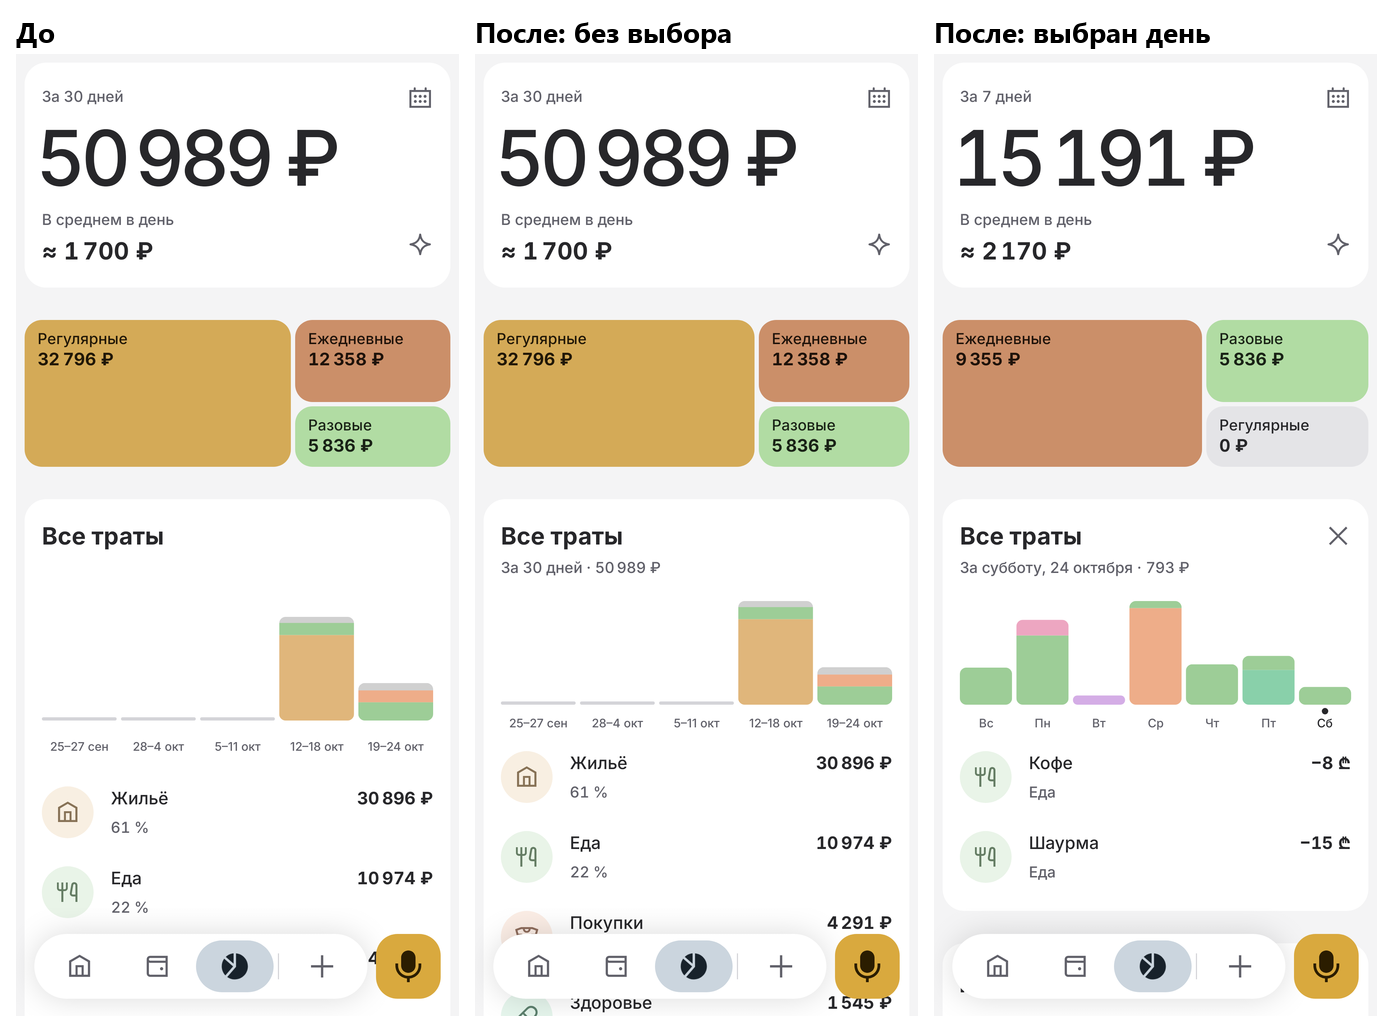 До
За 30 дней
50 989 ₽
В среднем в день
≈ 1 700 ₽
Регулярные
32 796 ₽
Ежедневные
12 358 ₽
Разовые
5 836 ₽
Все траты
25–27 сен 28–4 окт 5–11 окт 12–18 окт 19–24 окт
Жильё 30 896 ₽
61 %
Еда 10 974 ₽
22 %
После: без выбора
За 30 дней
50 989 ₽
В среднем в день
≈ 1 700 ₽
Регулярные
32 796 ₽
Ежедневные
12 358 ₽
Разовые
5 836 ₽
Все траты
За 30 дней · 50 989 ₽
25–27 сен 28–4 окт 5–11 окт 12–18 окт 19–24 окт
Жильё 30 896 ₽
61 %
Еда 10 974 ₽
22 %
Покупки 4 291 ₽
Здоровье 1 545 ₽
После: выбран день
За 7 дней
15 191 ₽
В среднем в день
≈ 2 170 ₽
Ежедневные
9 355 ₽
Разовые
5 836 ₽
Регулярные
0 ₽
Все траты
За субботу, 24 октября · 793 ₽
Вс Пн Вт Ср Чт Пт Сб
Кофе −8 ₾
Еда
Шаурма −15 ₾
Еда